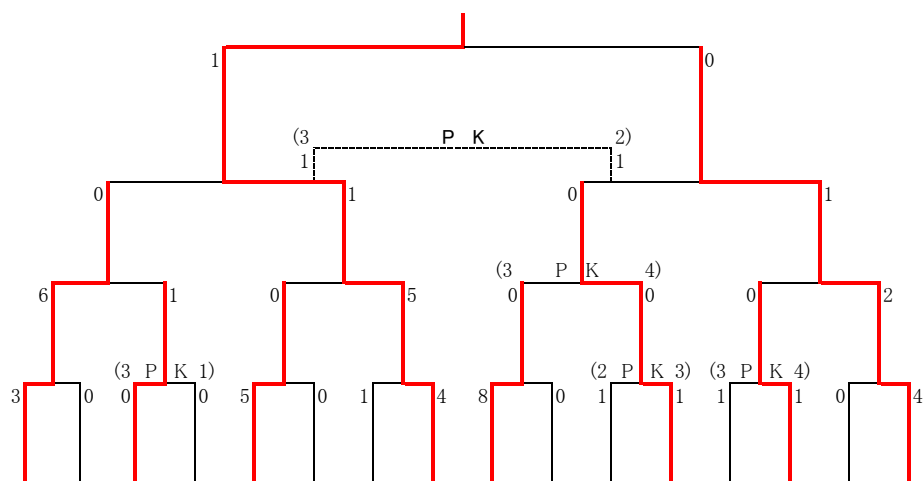 1 0
(3 P K 2)
1 1
0 1 0 1
(3 P K 4)
6 1 0 5 0 0 0 2
(3 P K 1) (2 P K 3) (3 P K 4)
3 0 0 0 5 0 1 4 8 0 1 1 1 1 0 4